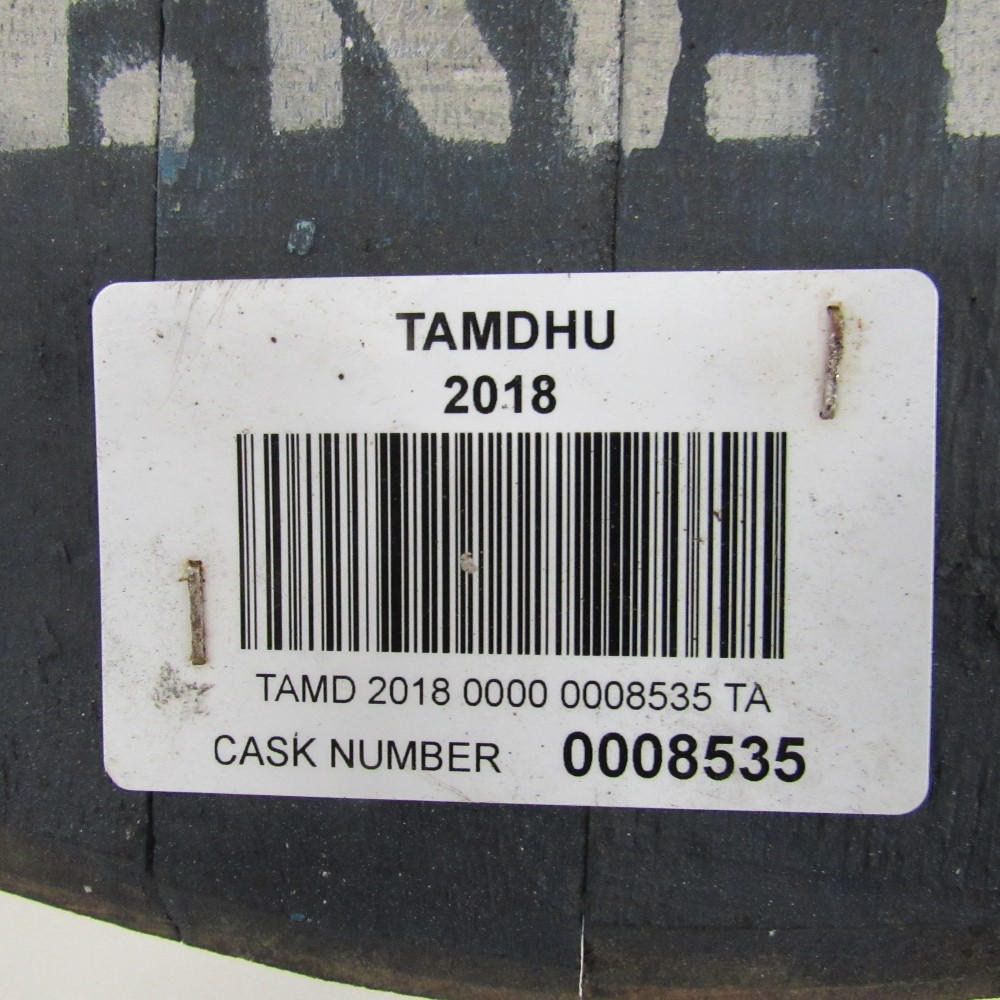 TAMDHU
2018
TAMD 2018 0000 0008535 TA
CASK NUMBER 0008535